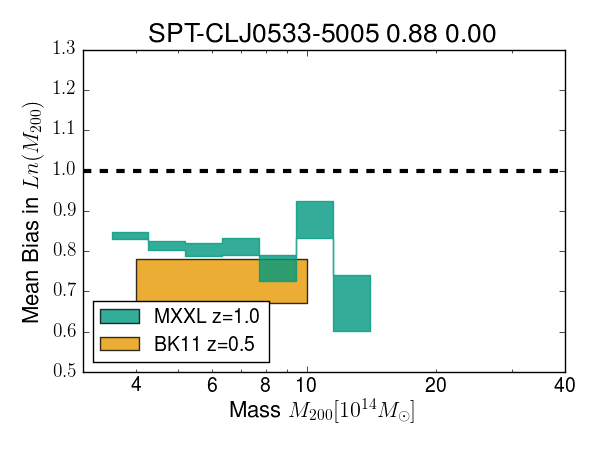 SPT-CLJ0533-5005 0.88 0.00
1.3
1.2
1.1
1.0
0.9
0.8
0.7
0.6
0.5
Mean Bias in Ln(M₂₀₀)
MXXL z=1.0
BK11 z=0.5
4 6 8 10 20 40
Mass M₂₀₀[10¹⁴M☉]